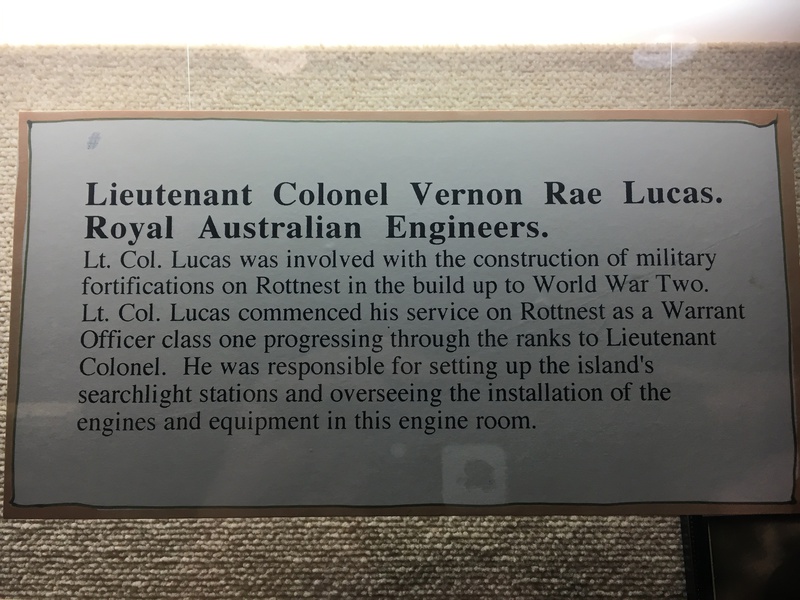 #
Lieutenant Colonel Vernon Rae Lucas.
Royal Australian Engineers.
Lt. Col. Lucas was involved with the construction of military
fortifications on Rottnest in the build up to World War Two.
Lt. Col. Lucas commenced his service on Rottnest as a Warrant
Officer class one progressing through the ranks to Lieutenant
Colonel. He was responsible for setting up the island's
searchlight stations and overseeing the installation of the
engines and equipment in this engine room.